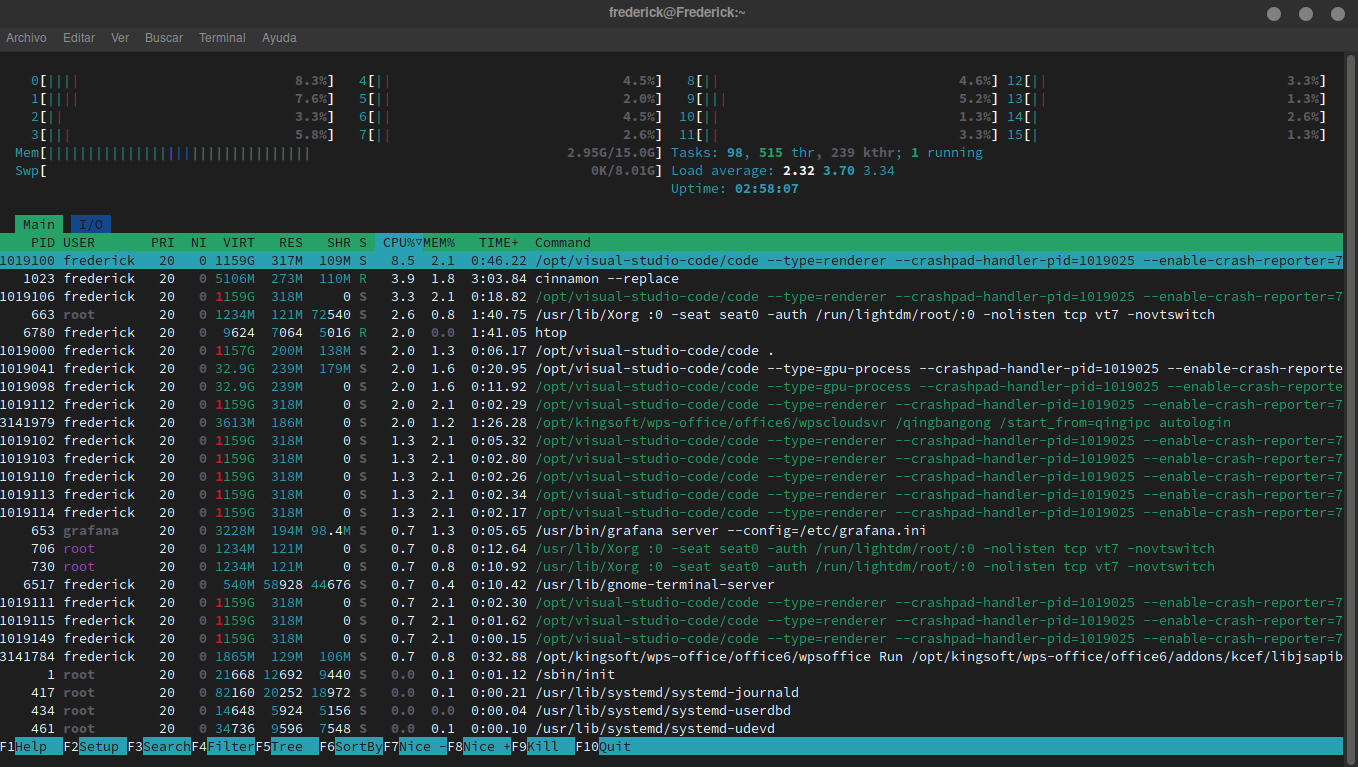 frederick@Frederick:~
Archivo Editar Ver Buscar Terminal Ayuda
0[|||| 8.3%] 4[|| 4.5%] 8[|| 4.6%] 12[|| 3.3%]
1[|||| 7.6%] 5[|| 2.0%] 9[||| 5.2%] 13[|| 1.3%]
2[|| 3.3%] 6[|| 4.5%] 10[|| 1.3%] 14[| 2.6%]
3[||| 5.8%] 7[|| 2.6%] 11[|| 3.3%] 15[| 1.3%]
Mem[||||||||||||||||||||||||||||||||| 2.95G/15.0G] Tasks: 98, 515 thr, 239 kthr; 1 running
Swp[ 0K/8.01G] Load average: 2.32 3.70 3.34
Uptime: 02:58:07
Main I/O
PID USER PRI NI VIRT RES SHR S CPU%▽MEM% TIME+ Command
1019100 frederick 20 0 1159G 317M 109M S 8.5 2.1 0:46.22 /opt/visual-studio-code/code --type=renderer --crashpad-handler-pid=1019025 --enable-crash-reporter=7
1023 frederick 20 0 5106M 273M 110M R 3.9 1.8 3:03.84 cinnamon --replace
1019106 frederick 20 0 1159G 318M 0 S 3.3 2.1 0:18.82 /opt/visual-studio-code/code --type=renderer --crashpad-handler-pid=1019025 --enable-crash-reporter=7
663 root 20 0 1234M 121M 72540 S 2.6 0.8 1:40.75 /usr/lib/Xorg :0 -seat seat0 -auth /run/lightdm/root/:0 -nolisten tcp vt7 -novtswitch
6780 frederick 20 0 9624 7064 5016 R 2.0 0.0 1:41.05 htop
1019000 frederick 20 0 1157G 200M 138M S 2.0 1.3 0:06.17 /opt/visual-studio-code/code .
1019041 frederick 20 0 32.9G 239M 179M S 2.0 1.6 0:20.95 /opt/visual-studio-code/code --type=gpu-process --crashpad-handler-pid=1019025 --enable-crash-reporte
1019098 frederick 20 0 32.9G 239M 0 S 2.0 1.6 0:11.92 /opt/visual-studio-code/code --type=gpu-process --crashpad-handler-pid=1019025 --enable-crash-reporte
1019112 frederick 20 0 1159G 318M 0 S 2.0 2.1 0:02.29 /opt/visual-studio-code/code --type=renderer --crashpad-handler-pid=1019025 --enable-crash-reporter=7
3141979 frederick 20 0 3613M 186M 0 S 2.0 1.2 1:26.28 /opt/kingsoft/wps-office/office6/wpscloudsvr /qingbangong /start_from=qingipc autologin
1019102 frederick 20 0 1159G 318M 0 S 1.3 2.1 0:05.32 /opt/visual-studio-code/code --type=renderer --crashpad-handler-pid=1019025 --enable-crash-reporter=7
1019103 frederick 20 0 1159G 318M 0 S 1.3 2.1 0:02.80 /opt/visual-studio-code/code --type=renderer --crashpad-handler-pid=1019025 --enable-crash-reporter=7
1019110 frederick 20 0 1159G 318M 0 S 1.3 2.1 0:02.26 /opt/visual-studio-code/code --type=renderer --crashpad-handler-pid=1019025 --enable-crash-reporter=7
1019113 frederick 20 0 1159G 318M 0 S 1.3 2.1 0:02.34 /opt/visual-studio-code/code --type=renderer --crashpad-handler-pid=1019025 --enable-crash-reporter=7
1019114 frederick 20 0 1159G 318M 0 S 1.3 2.1 0:02.17 /opt/visual-studio-code/code --type=renderer --crashpad-handler-pid=1019025 --enable-crash-reporter=7
653 grafana 20 0 3228M 194M 98.4M S 0.7 1.3 0:05.65 /usr/bin/grafana server --config=/etc/grafana.ini
706 root 20 0 1234M 121M 0 S 0.7 0.8 0:12.64 /usr/lib/Xorg :0 -seat seat0 -auth /run/lightdm/root/:0 -nolisten tcp vt7 -novtswitch
730 root 20 0 1234M 121M 0 S 0.7 0.8 0:10.92 /usr/lib/Xorg :0 -seat seat0 -auth /run/lightdm/root/:0 -nolisten tcp vt7 -novtswitch
6517 frederick 20 0 540M 58928 44676 S 0.7 0.4 0:10.42 /usr/lib/gnome-terminal-server
1019111 frederick 20 0 1159G 318M 0 S 0.7 2.1 0:02.30 /opt/visual-studio-code/code --type=renderer --crashpad-handler-pid=1019025 --enable-crash-reporter=7
1019115 frederick 20 0 1159G 318M 0 S 0.7 2.1 0:01.62 /opt/visual-studio-code/code --type=renderer --crashpad-handler-pid=1019025 --enable-crash-reporter=7
1019149 frederick 20 0 1159G 318M 0 S 0.7 2.1 0:00.15 /opt/visual-studio-code/code --type=renderer --crashpad-handler-pid=1019025 --enable-crash-reporter=7
3141784 frederick 20 0 1865M 129M 106M S 0.7 0.8 0:32.88 /opt/kingsoft/wps-office/office6/wpsoffice Run /opt/kingsoft/wps-office/office6/addons/kcef/libjsapib
1 root 20 0 21668 12692 9440 S 0.0 0.1 0:01.12 /sbin/init
417 root 20 0 82160 20252 18972 S 0.0 0.1 0:00.21 /usr/lib/systemd/systemd-journald
434 root 20 0 14648 5924 5156 S 0.0 0.0 0:00.04 /usr/lib/systemd/systemd-userdbd
461 root 20 0 34736 9596 7548 S 0.0 0.1 0:00.10 /usr/lib/systemd/systemd-udevd
F1Help F2Setup F3SearchF4FilterF5Tree F6SortByF7Nice -F8Nice +F9Kill F10Quit